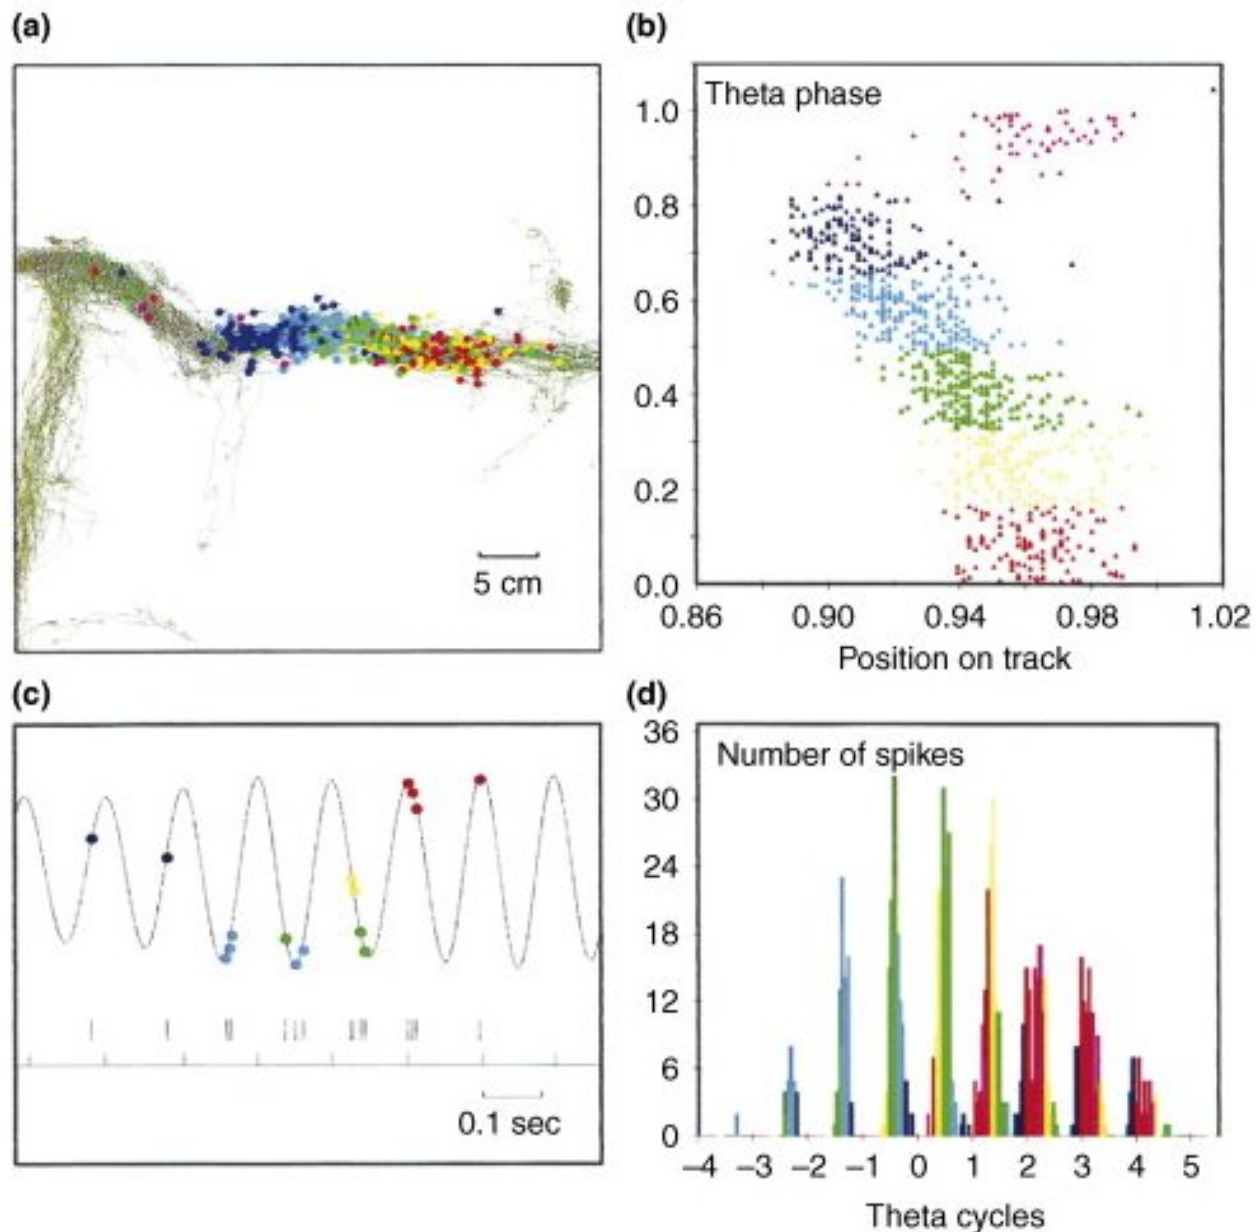 (a)
5 cm
(b)
Theta phase
1.0
0.8
0.6
0.4
0.2
0.0
0.86 0.90 0.94 0.98 1.02
Position on track
(c)
0.1 sec
(d)
36
Number of spikes
30
24
18
12
6
0
−4 −3 −2 −1 0 1 2 3 4 5
Theta cycles